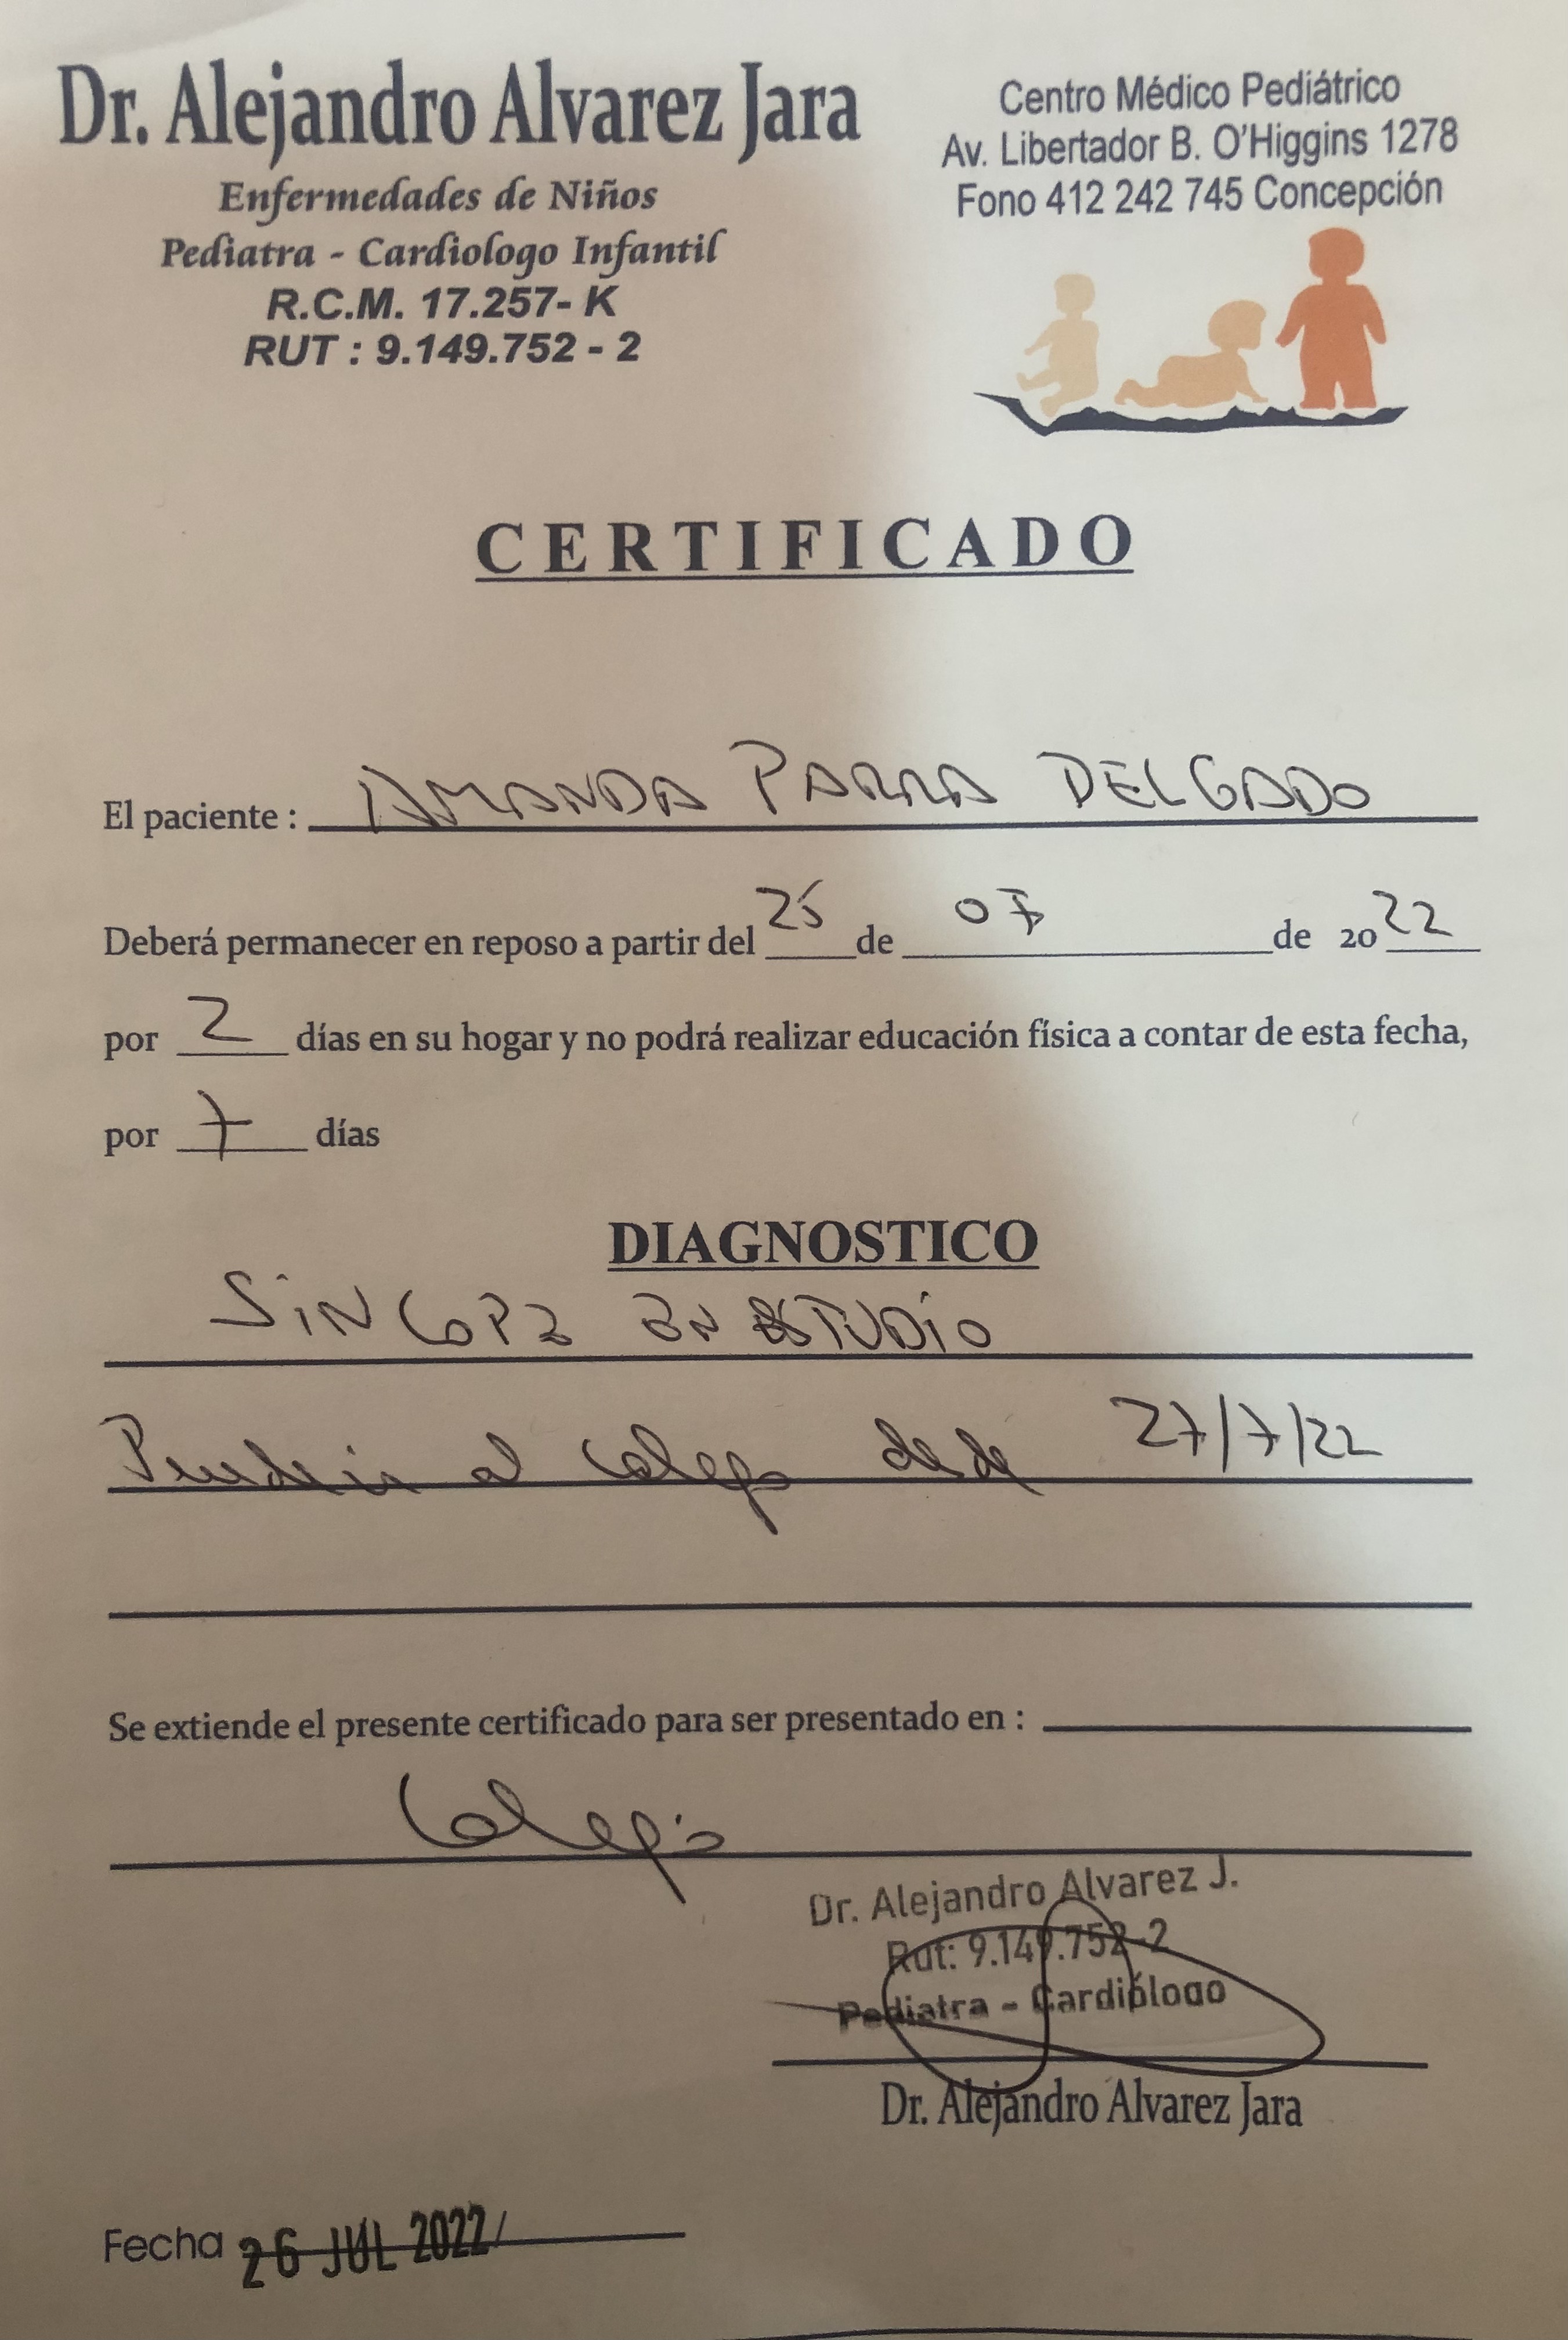 Dr. Alejandro Alvarez Jara
Enfermedades de Niños
Pediatra - Cardiologo Infantil
R.C.M. 17.257- K
RUT : 9.149.752 - 2
Centro Médico Pediátrico
Av. Libertador B. O'Higgins 1278
Fono 412 242 745 Concepción
CERTIFICADO
El paciente : AMANDA PARRA DELGADO
Deberá permanecer en reposo a partir del 25 de 07 de 2022
por 2 días en su hogar y no podrá realizar educación física a contar de esta fecha,
por 7 días
DIAGNOSTICO
SINCOPE EN ESTUDIO
al Colegio desde 27/7/22
Se extiende el presente certificado para ser presentado en :
Colegio
Dr. Alejandro Alvarez J.
Rut: 9.149.752-2
Pediatra - Cardiólogo
Dr. Alejandro Alvarez Jara
Fecha 26 JUL 2022